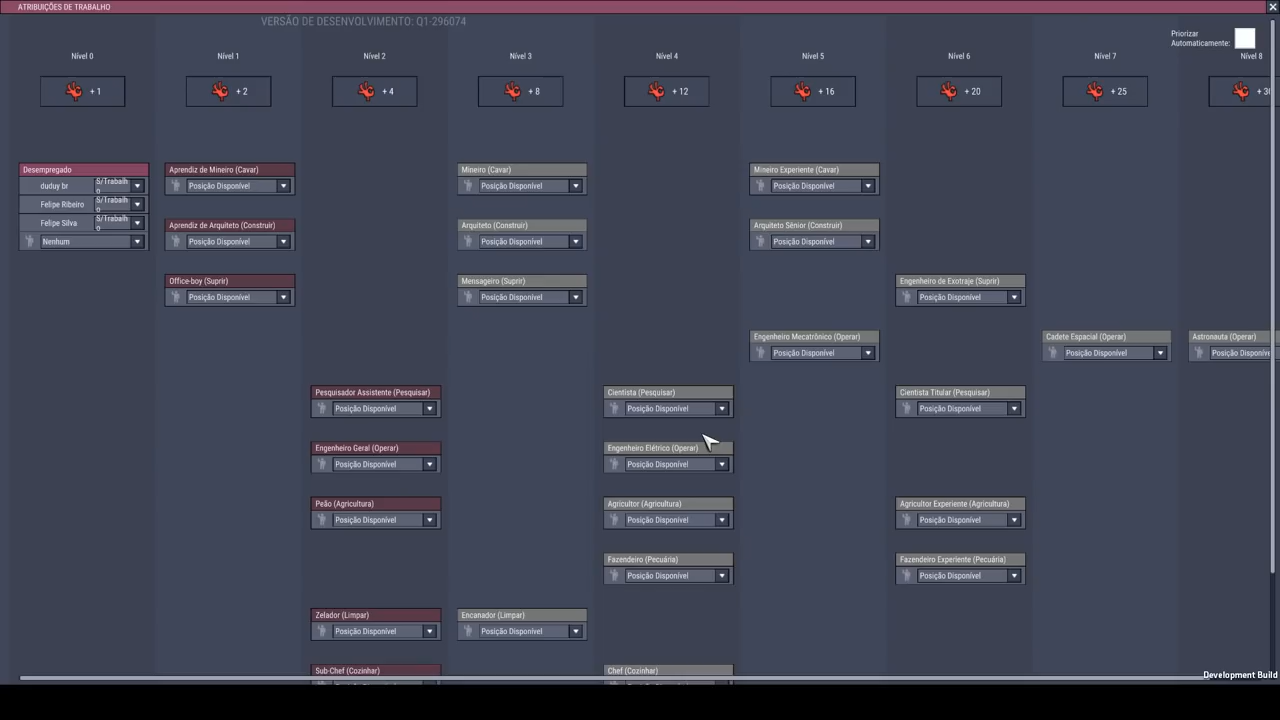 ATRIBUIÇÕES DE TRABALHO
VERSÃO DE DESENVOLVIMENTO: Q1-296074
Priorizar
Automaticamente:
Nível 0
Nível 1
Nível 2
Nível 3
Nível 4
Nível 5
Nível 6
Nível 7
Nível 8
+ 1
+ 2
+ 4
+ 8
+ 12
+ 16
+ 20
+ 25
+ 30
Desempregado
duduy br
S/Trabalh
o
Felipe Ribeiro
S/Trabalh
o
Felipe Silva
S/Trabalh
o
Nenhum
Aprendiz de Mineiro (Cavar)
Posição Disponível
Mineiro (Cavar)
Posição Disponível
Mineiro Experiente (Cavar)
Posição Disponível
Aprendiz de Arquiteto (Construir)
Posição Disponível
Arquiteto (Construir)
Posição Disponível
Arquiteto Sênior (Construir)
Posição Disponível
Office-boy (Suprir)
Posição Disponível
Mensageiro (Suprir)
Posição Disponível
Engenheiro de Exotraje (Suprir)
Posição Disponível
Engenheiro Mecatrônico (Operar)
Posição Disponível
Cadete Espacial (Operar)
Posição Disponível
Astronauta (Operar)
Posição Disponíve
Pesquisador Assistente (Pesquisar)
Posição Disponível
Cientista (Pesquisar)
Posição Disponível
Cientista Titular (Pesquisar)
Posição Disponível
Engenheiro Geral (Operar)
Posição Disponível
Engenheiro Elétrico (Operar)
Posição Disponível
Peão (Agricultura)
Posição Disponível
Agricultor (Agricultura)
Posição Disponível
Agricultor Experiente (Agricultura)
Posição Disponível
Fazendeiro (Pecuária)
Posição Disponível
Fazendeiro Experiente (Pecuária)
Posição Disponível
Zelador (Limpar)
Posição Disponível
Encanador (Limpar)
Posição Disponível
Sub-Chef (Cozinhar)
Chef (Cozinhar)
Development Build